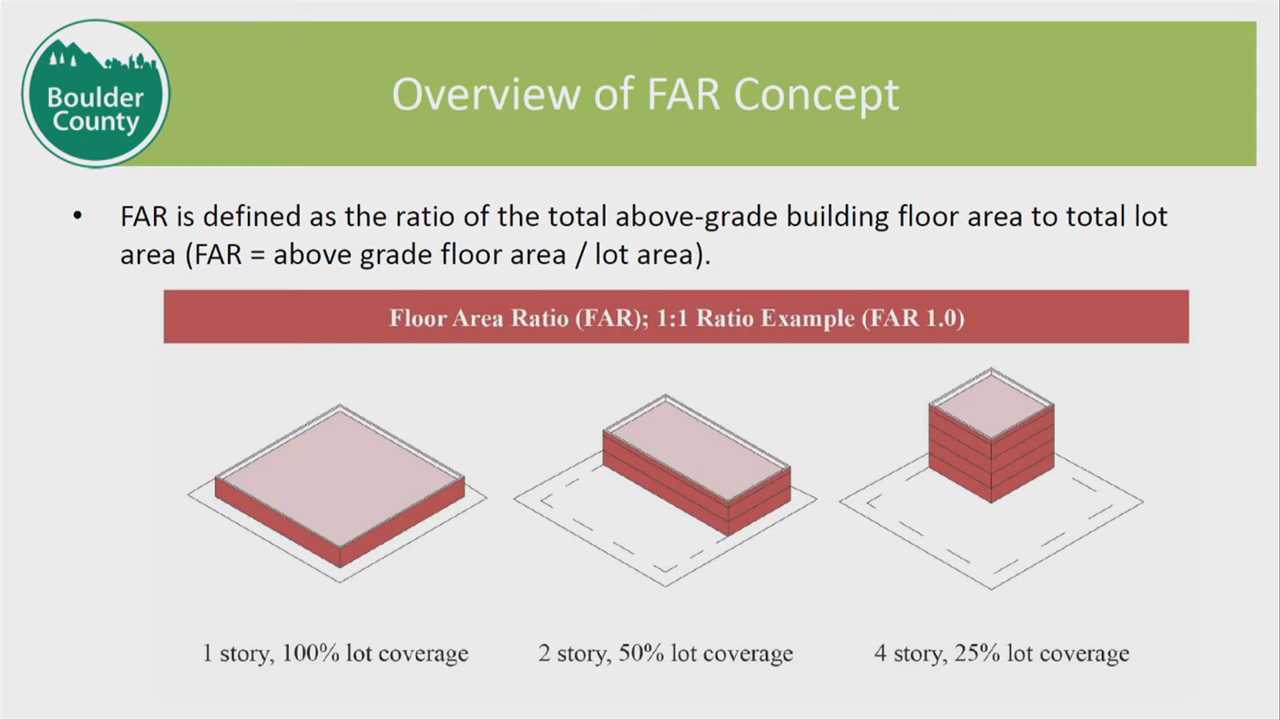 Boulder
County
Overview of FAR Concept
• FAR is defined as the ratio of the total above-grade building floor area to total lot
area (FAR = above grade floor area / lot area).
Floor Area Ratio (FAR); 1:1 Ratio Example (FAR 1.0)
1 story, 100% lot coverage
2 story, 50% lot coverage
4 story, 25% lot coverage